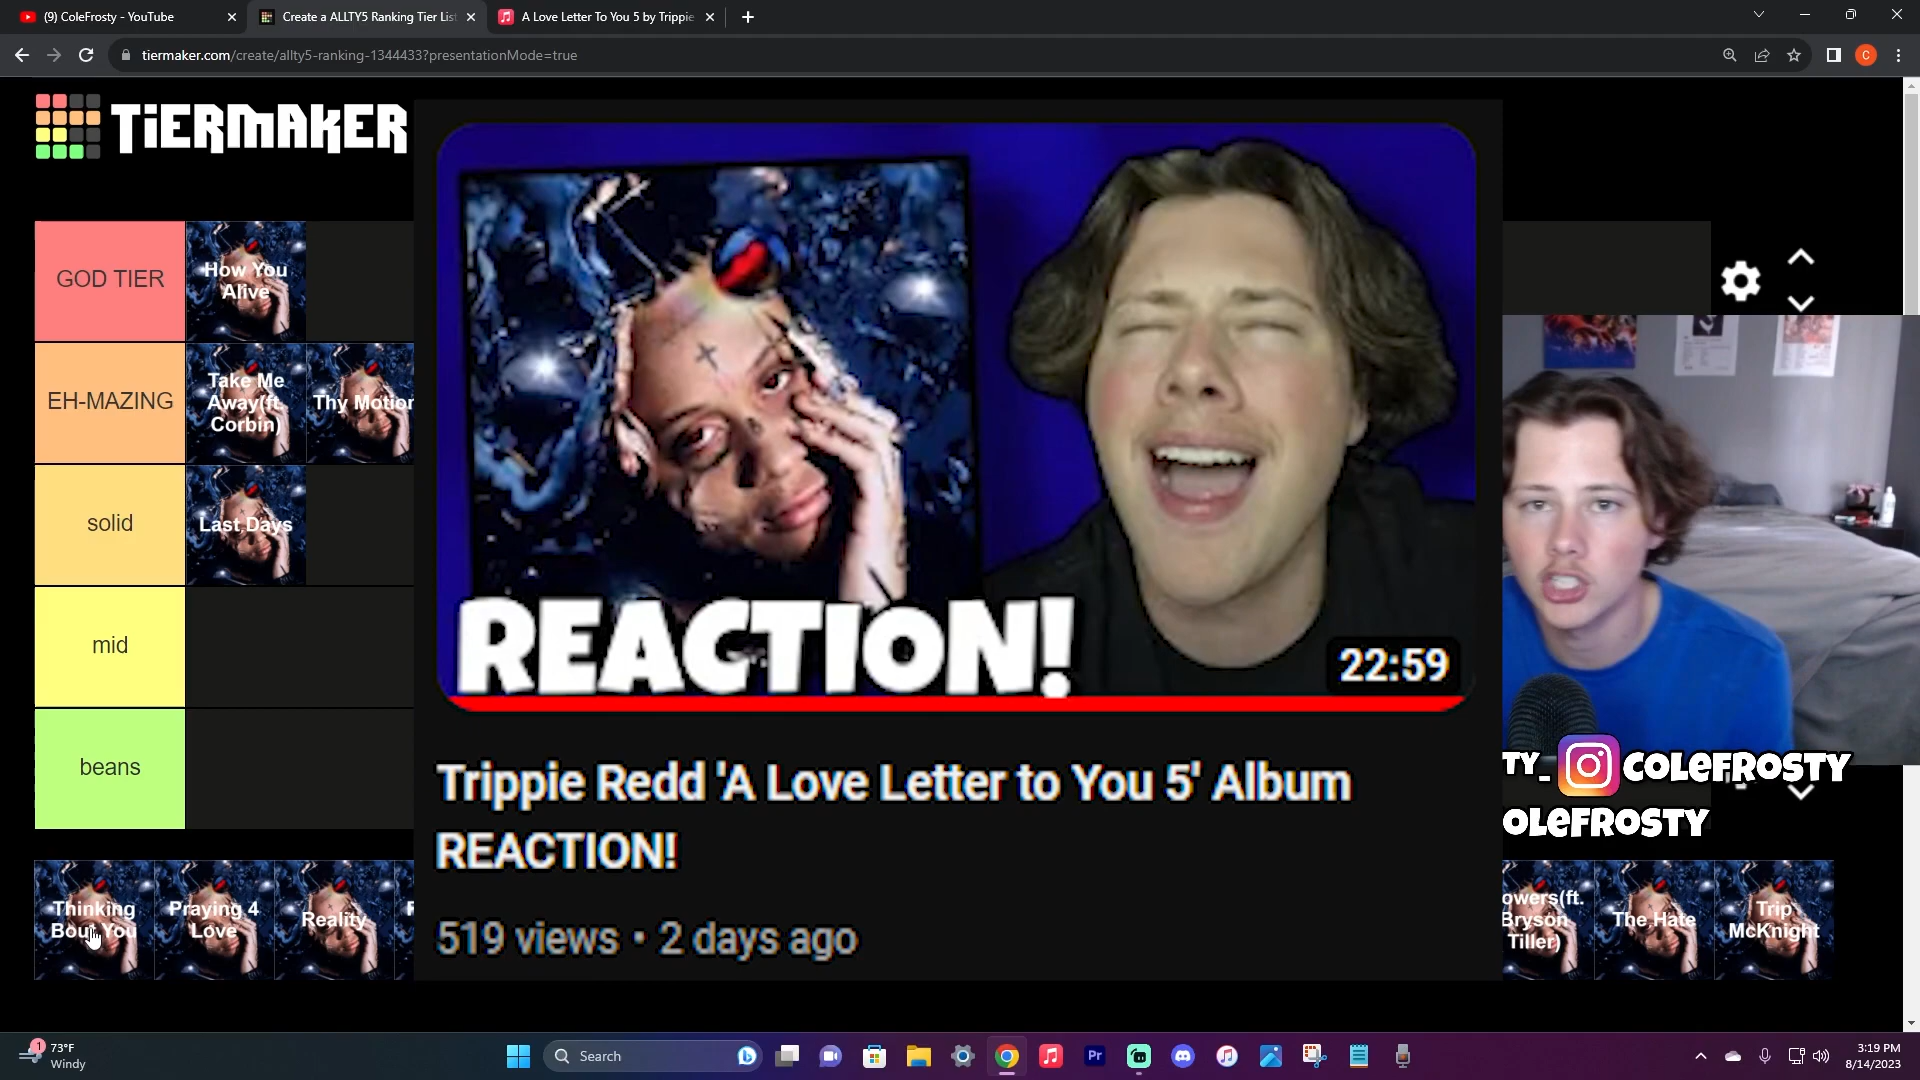 (9) ColeFrosty - YouTube
Create a ALLTY5 Ranking Tier List
A Love Letter To You 5 by Trippie
tiermaker.com/create/allty5-ranking-1344433?presentationMode=true
C
TiERMAKER
GOD TIER
How You
Alive
EH-MAZING
Take Me
Away(ft.
Corbin)
Thy Motion
solid
Last Days
mid
beans
Thinking
Bout You
Praying 4
Love
Reality
REACTION!
22:59
Trippie Redd 'A Love Letter to You 5' Album
REACTION!
519 views • 2 days ago
TY_ COLEFROSTY
OLEFROSTY
owers(ft.
Bryson
Tiller)
The Hate
Trip
McKnight
1
73°F
Windy
Search
Pr
3:19 PM
8/14/2023